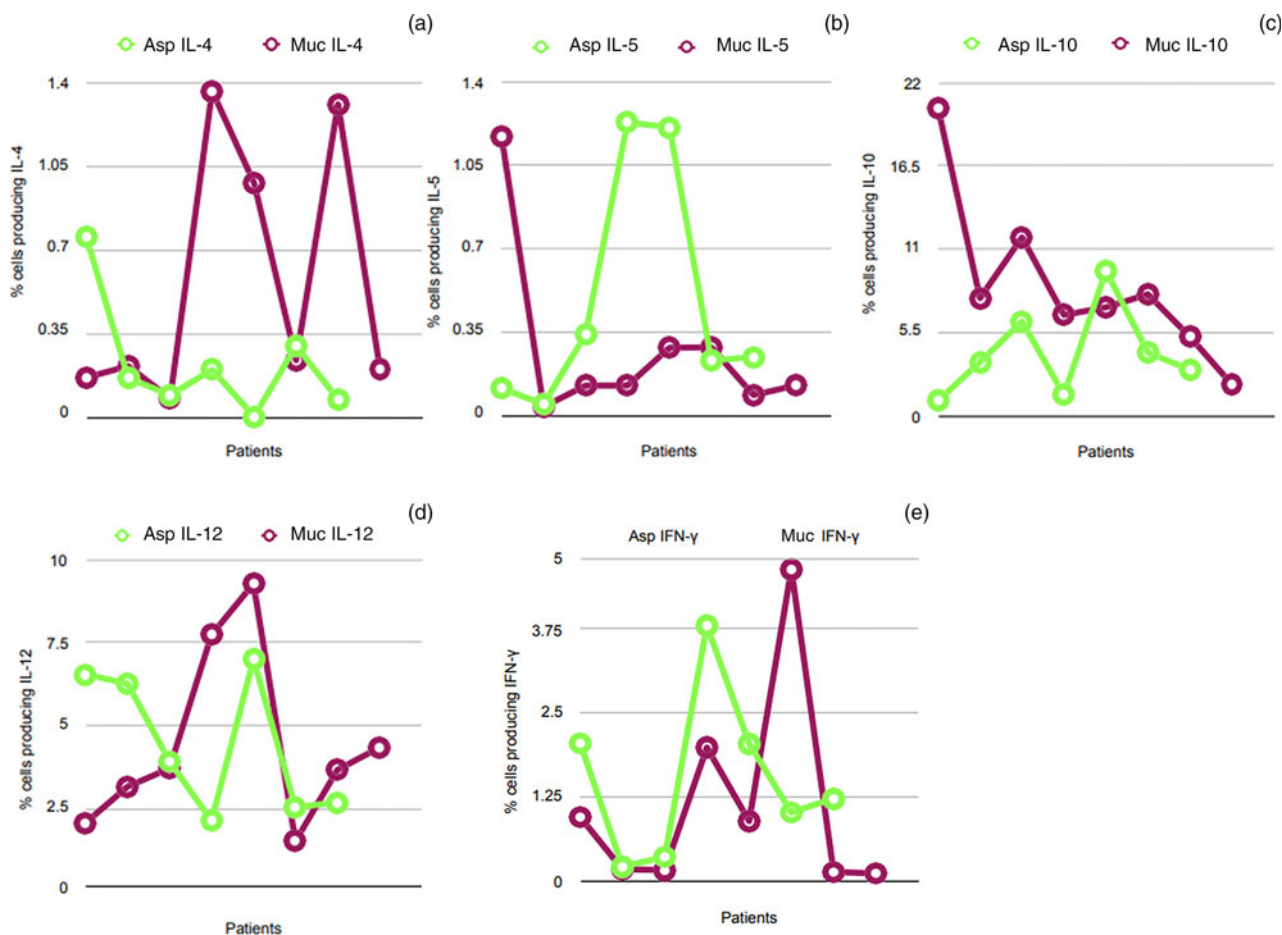 (a)
Asp IL-4 Muc IL-4
1.4
1.05
0.7
0.35
0
% cells producing IL-4
Patients
(b)
Asp IL-5 Muc IL-5
1.4
1.05
0.7
0.35
0
% cells producing IL-5
Patients
(c)
Asp IL-10 Muc IL-10
22
16.5
11
5.5
0
% cells producing IL-10
Patients
(d)
Asp IL-12 Muc IL-12
10
7.5
5
2.5
0
% cells producing IL-12
Patients
(e)
Asp IFN-γ Muc IFN-γ
5
3.75
2.5
1.25
0
% cells producing IFN-γ
Patients